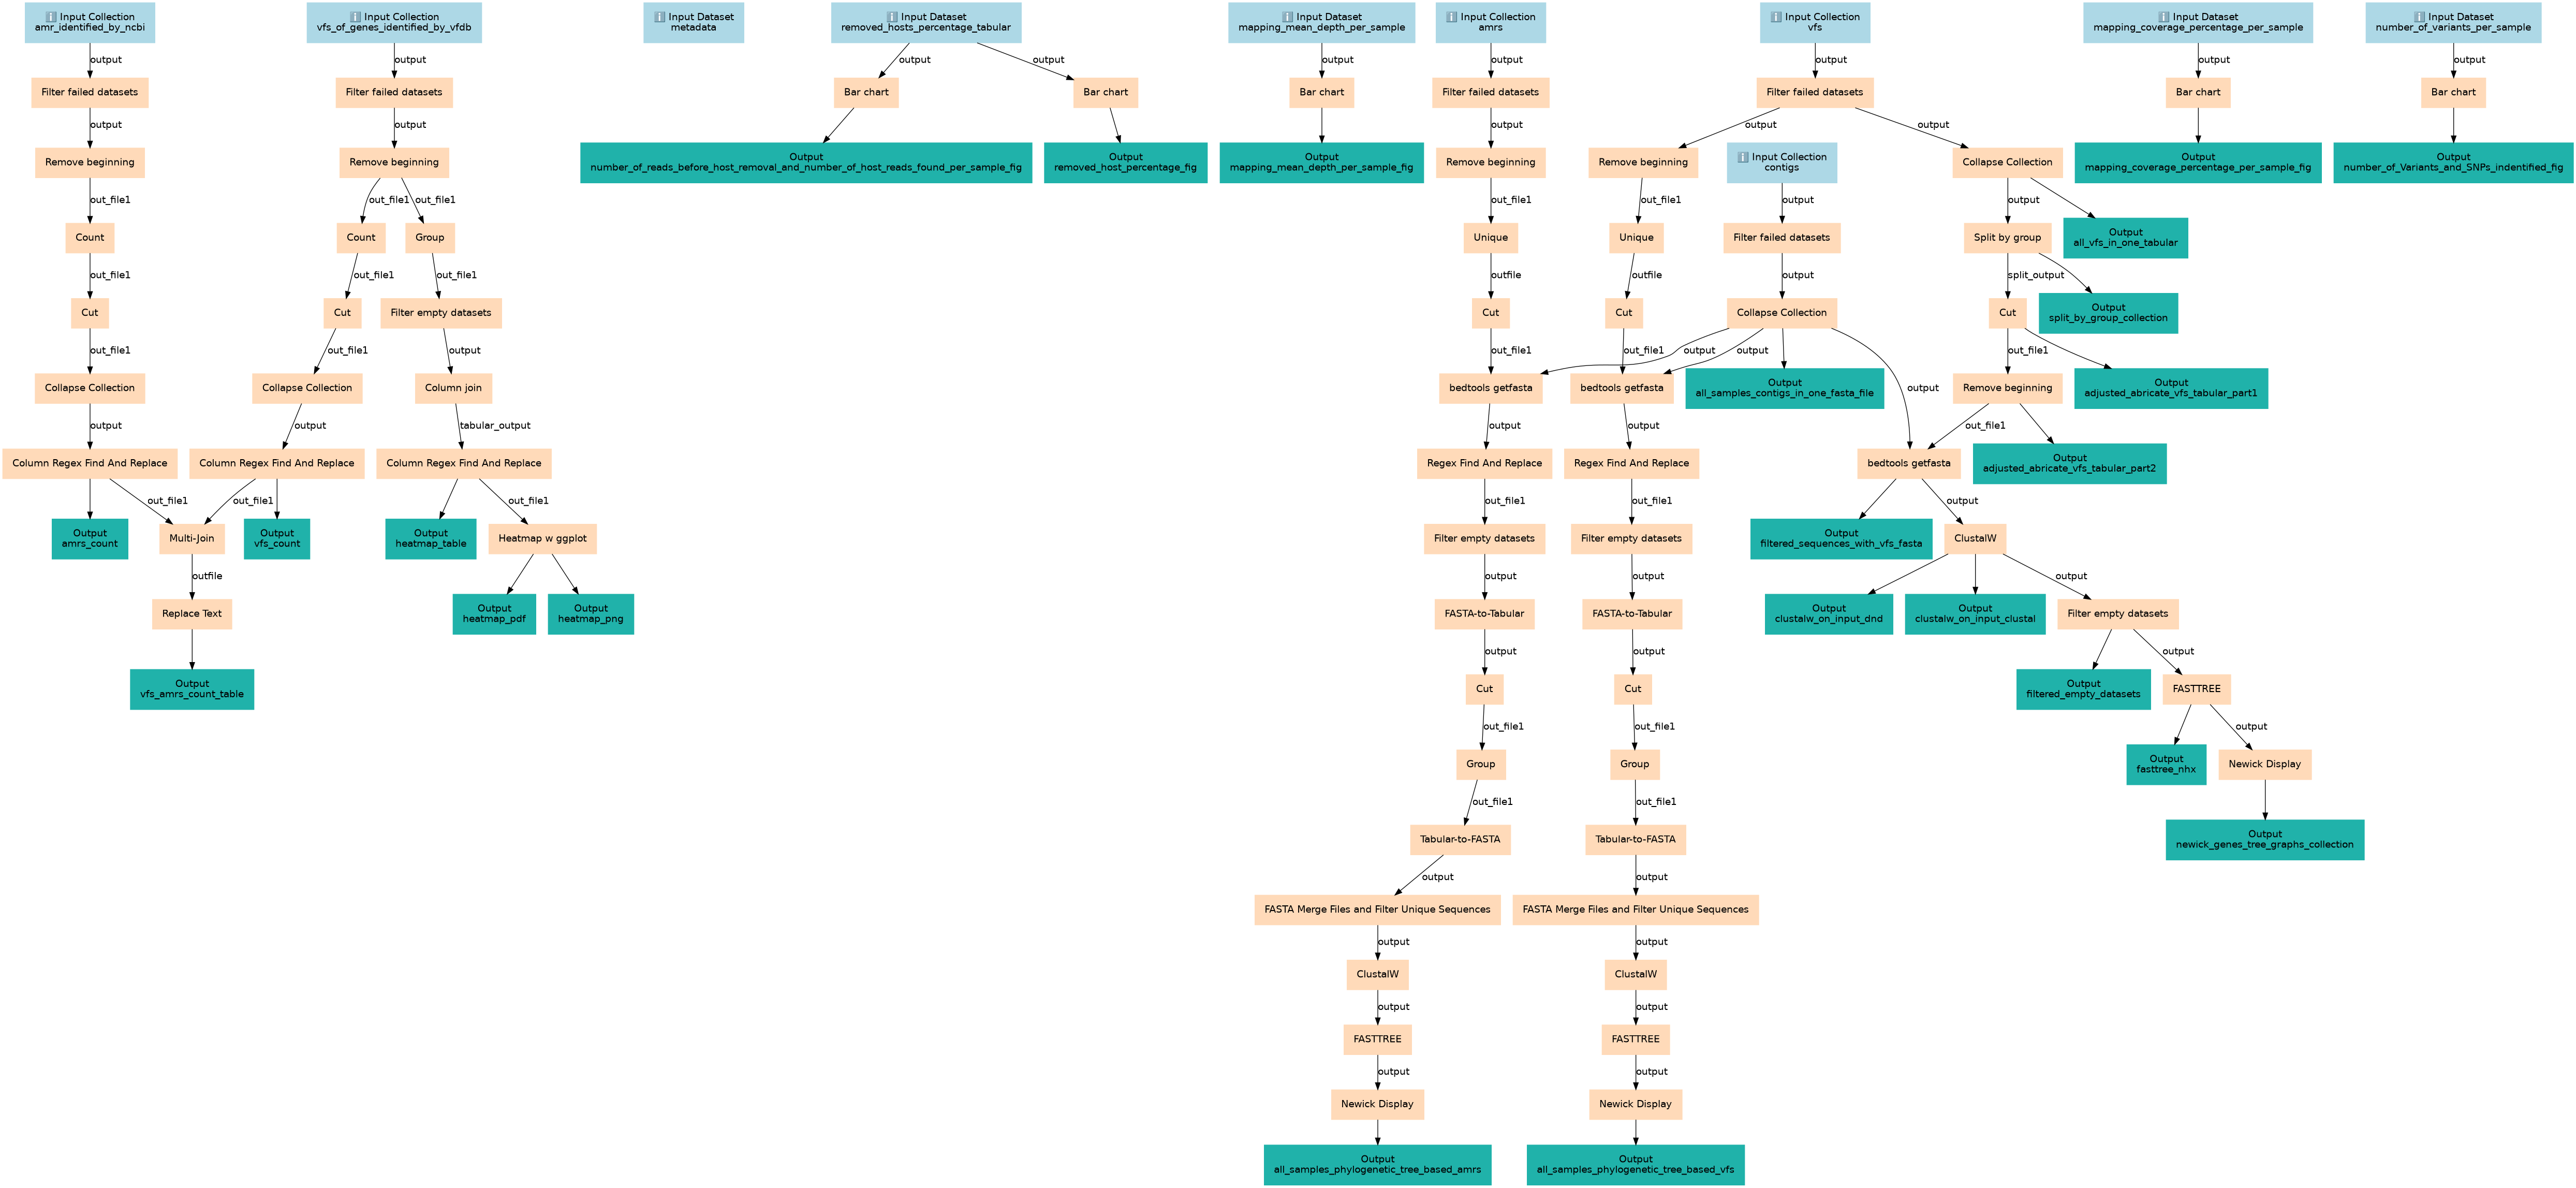 ℹ️ Input Collection
amr_identified_by_ncbi
ℹ️ Input Collection
vfs_of_genes_identified_by_vfdb
ℹ️ Input Dataset
metadata
ℹ️ Input Dataset
removed_hosts_percentage_tabular
ℹ️ Input Dataset
mapping_mean_depth_per_sample
ℹ️ Input Collection
amrs
ℹ️ Input Collection
vfs
ℹ️ Input Dataset
mapping_coverage_percentage_per_sample
ℹ️ Input Dataset
number_of_variants_per_sample
output
output
output
output
output
output
output
output
output
Filter failed datasets
Filter failed datasets
Bar chart
Bar chart
Bar chart
Filter failed datasets
Filter failed datasets
Bar chart
Bar chart
output
output
output
output
output
Remove beginning
Remove beginning
Output
number_of_reads_before_host_removal_and_number_of_host_reads_found_per_sample_fig
Output
removed_host_percentage_fig
Output
mapping_mean_depth_per_sample_fig
Remove beginning
Remove beginning
ℹ️ Input Collection
contigs
Collapse Collection
Output
mapping_coverage_percentage_per_sample_fig
Output
number_of_Variants_and_SNPs_indentified_fig
out_file1
out_file1
out_file1
out_file1
out_file1
output
output
Count
Count
Group
Unique
Unique
Filter failed datasets
Split by group
Output
all_vfs_in_one_tabular
out_file1
out_file1
out_file1
outfile
outfile
output
split_output
Cut
Cut
Filter empty datasets
Cut
Cut
Collapse Collection
Cut
Output
split_by_group_collection
out_file1
out_file1
output
out_file1
out_file1
output
output
out_file1
Collapse Collection
Collapse Collection
Column join
bedtools getfasta
bedtools getfasta
Output
all_samples_contigs_in_one_fasta_file
output
Remove beginning
Output
adjusted_abricate_vfs_tabular_part1
output
output
tabular_output
output
output
out_file1
Column Regex Find And Replace
Column Regex Find And Replace
Column Regex Find And Replace
Regex Find And Replace
Regex Find And Replace
bedtools getfasta
Output
adjusted_abricate_vfs_tabular_part2
out_file1
out_file1
out_file1
out_file1
out_file1
output
Output
amrs_count
Multi-Join
Output
vfs_count
Output
heatmap_table
Heatmap w ggplot
Filter empty datasets
Filter empty datasets
Output
filtered_sequences_with_vfs_fasta
ClustalW
outfile
output
output
output
Replace Text
Output
heatmap_pdf
Output
heatmap_png
FASTA-to-Tabular
FASTA-to-Tabular
Output
clustalw_on_input_dnd
Output
clustalw_on_input_clustal
Filter empty datasets
output
output
output
Output
vfs_amrs_count_table
Cut
Cut
Output
filtered_empty_datasets
FASTTREE
out_file1
out_file1
output
Group
Group
Output
fasttree_nhx
Newick Display
out_file1
out_file1
Tabular-to-FASTA
Tabular-to-FASTA
Output
newick_genes_tree_graphs_collection
output
output
FASTA Merge Files and Filter Unique Sequences
FASTA Merge Files and Filter Unique Sequences
output
output
ClustalW
ClustalW
output
output
FASTTREE
FASTTREE
output
output
Newick Display
Newick Display
Output
all_samples_phylogenetic_tree_based_amrs
Output
all_samples_phylogenetic_tree_based_vfs